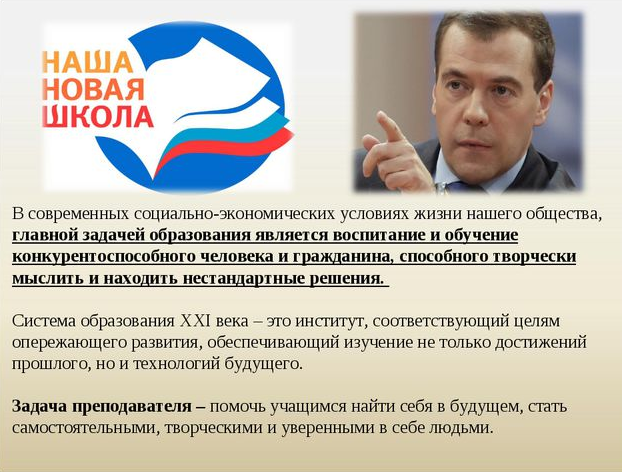 НАША
НОВАЯ
ШКОЛА
В современных социально-экономических условиях жизни нашего общества,
главной задачей образования является воспитание и обучение
конкурентоспособного человека и гражданина, способного творчески
мыслить и находить нестандартные решения.
Система образования XXI века – это институт, соответствующий целям
опережающего развития, обеспечивающий изучение не только достижений
прошлого, но и технологий будущего.
Задача преподавателя – помочь учащимся найти себя в будущем, стать
самостоятельными, творческими и уверенными в себе людьми.